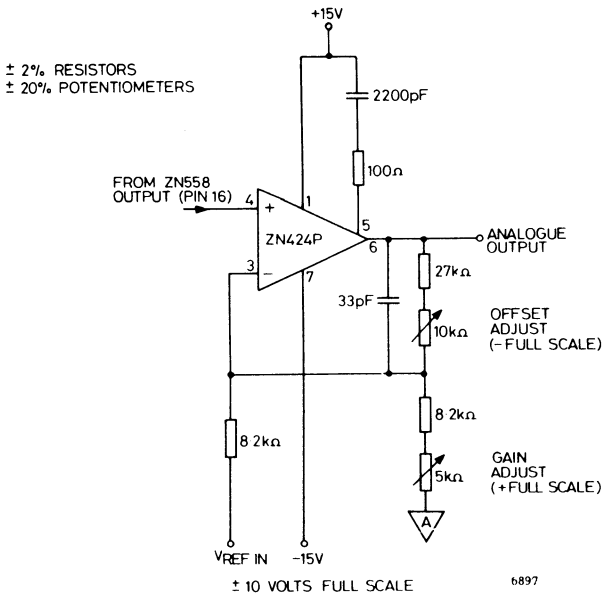 +15V
± 2% RESISTORS
± 20% POTENTIOMETERS
2200pF
100Ω
FROM ZN558
OUTPUT (PIN 16)
4
+
1
5
ZN424P
6
ANALOGUE
OUTPUT
3
−
7
27kΩ
33pF
10kΩ
OFFSET
ADJUST
(-FULL SCALE)
8·2kΩ
8·2kΩ
5kΩ
GAIN
ADJUST
(+FULL SCALE)
A
VREF IN
-15V
± 10 VOLTS FULL SCALE
6897